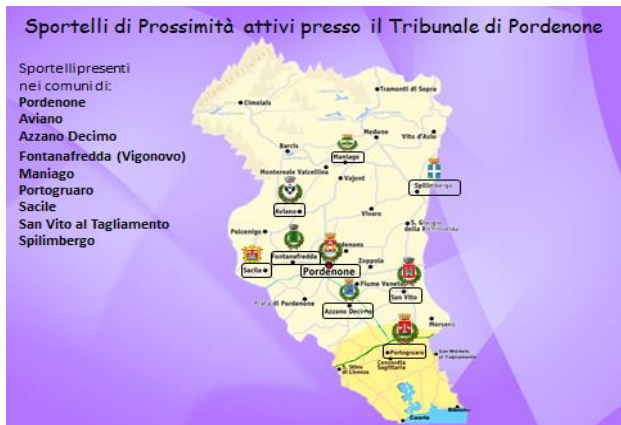 Sportelli di Prossimità attivi presso il Tribunale di Pordenone
Sportelli presenti
nei comuni di:
Pordenone
Aviano
Azzano Decimo
Fontanafredda (Vigonovo)
Maniago
Portogruaro
Sacile
San Vito al Tagliamento
Spilimbergo
Tramonti di Sopra
Cimolais
Meduno
Vito d'Asio
Barcis
Maniago
Montereale Valcellina
Vajont
Spilimbergo
Aviano
Vivaro
Polcenigo
S. Giorgio
della Richinvelda
Fontanafredda
Zoppola
Sacile
Pordenone
Fiume Veneto
Prata di Pordenone
San Vito
Azzano Decimo
Morsano
Portogruaro
San Michele
al Tagliamento
Concordia
Sagittaria
S. Stino
di Livenza
Caorle
Bibione